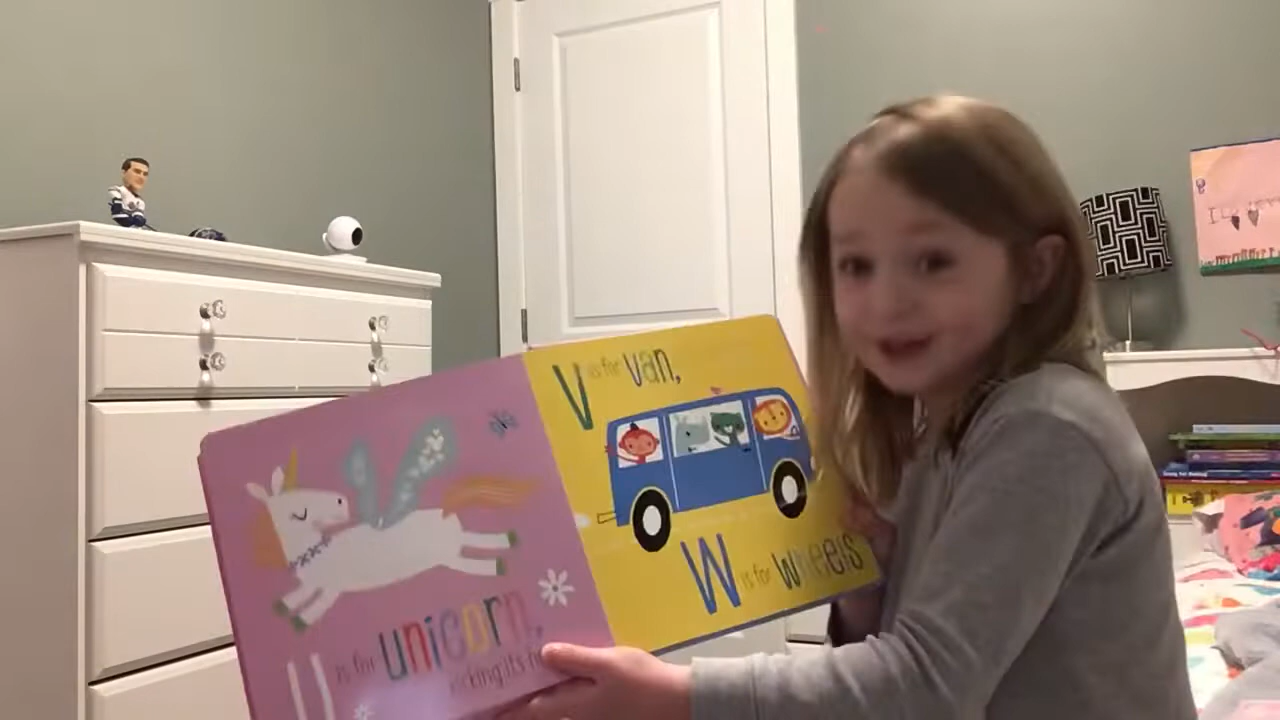 is for unicorn,
V is for van,
W is for wheels